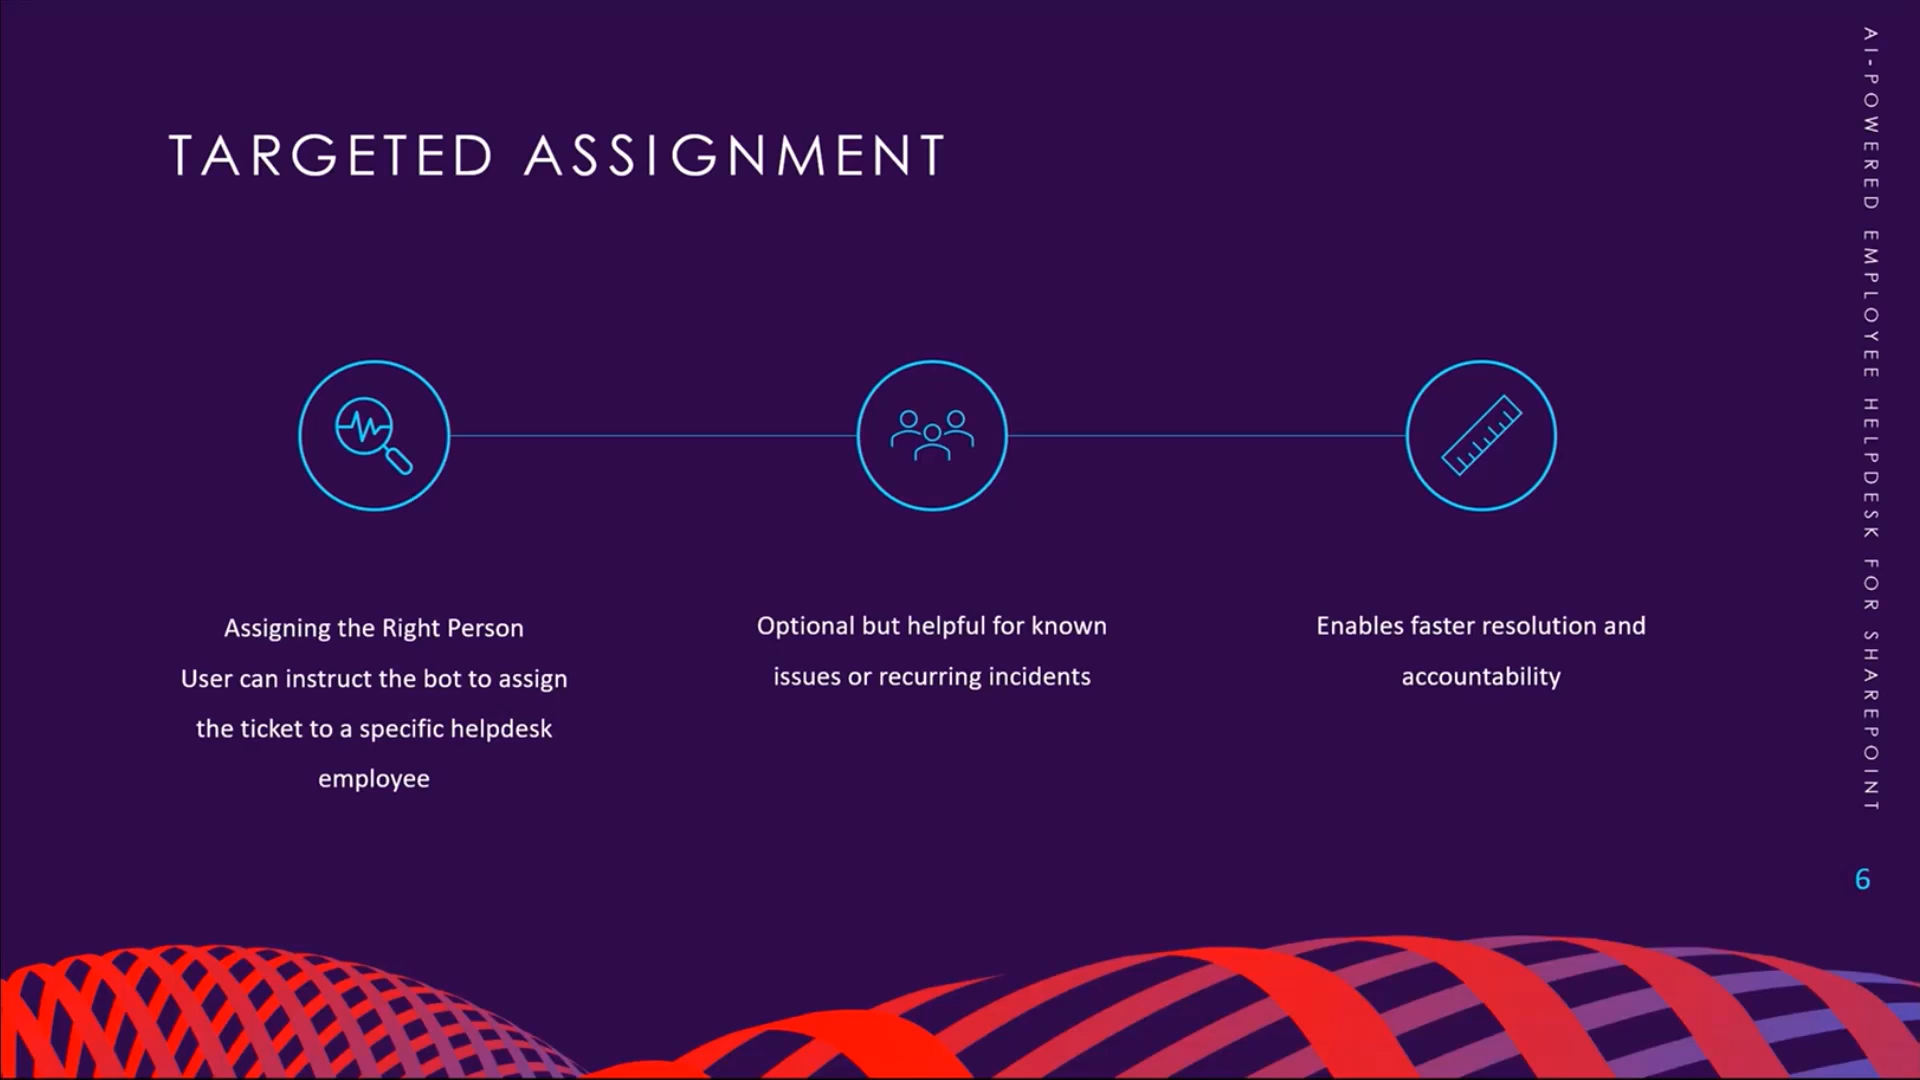 TARGETED ASSIGNMENT
Assigning the Right Person
User can instruct the bot to assign
the ticket to a specific helpdesk
employee
Optional but helpful for known
issues or recurring incidents
Enables faster resolution and
accountability
AI-POWERED EMPLOYEE HELPDESK FOR SHAREPOINT
6